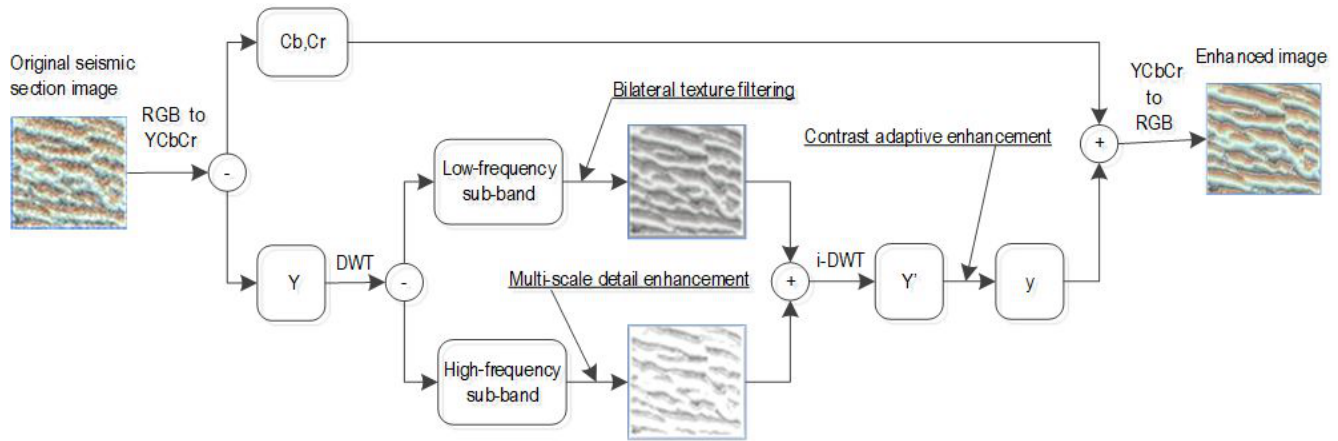 Original seismic
section image
RGB to
YCbCr
-
Cb,Cr
Y
DWT
-
Low-frequency
sub-band
Bilateral texture filtering
High-frequency
sub-band
Multi-scale detail enhancement
+
i-DWT
Y'
Contrast adaptive enhancement
y
+
YCbCr
to
RGB
Enhanced image